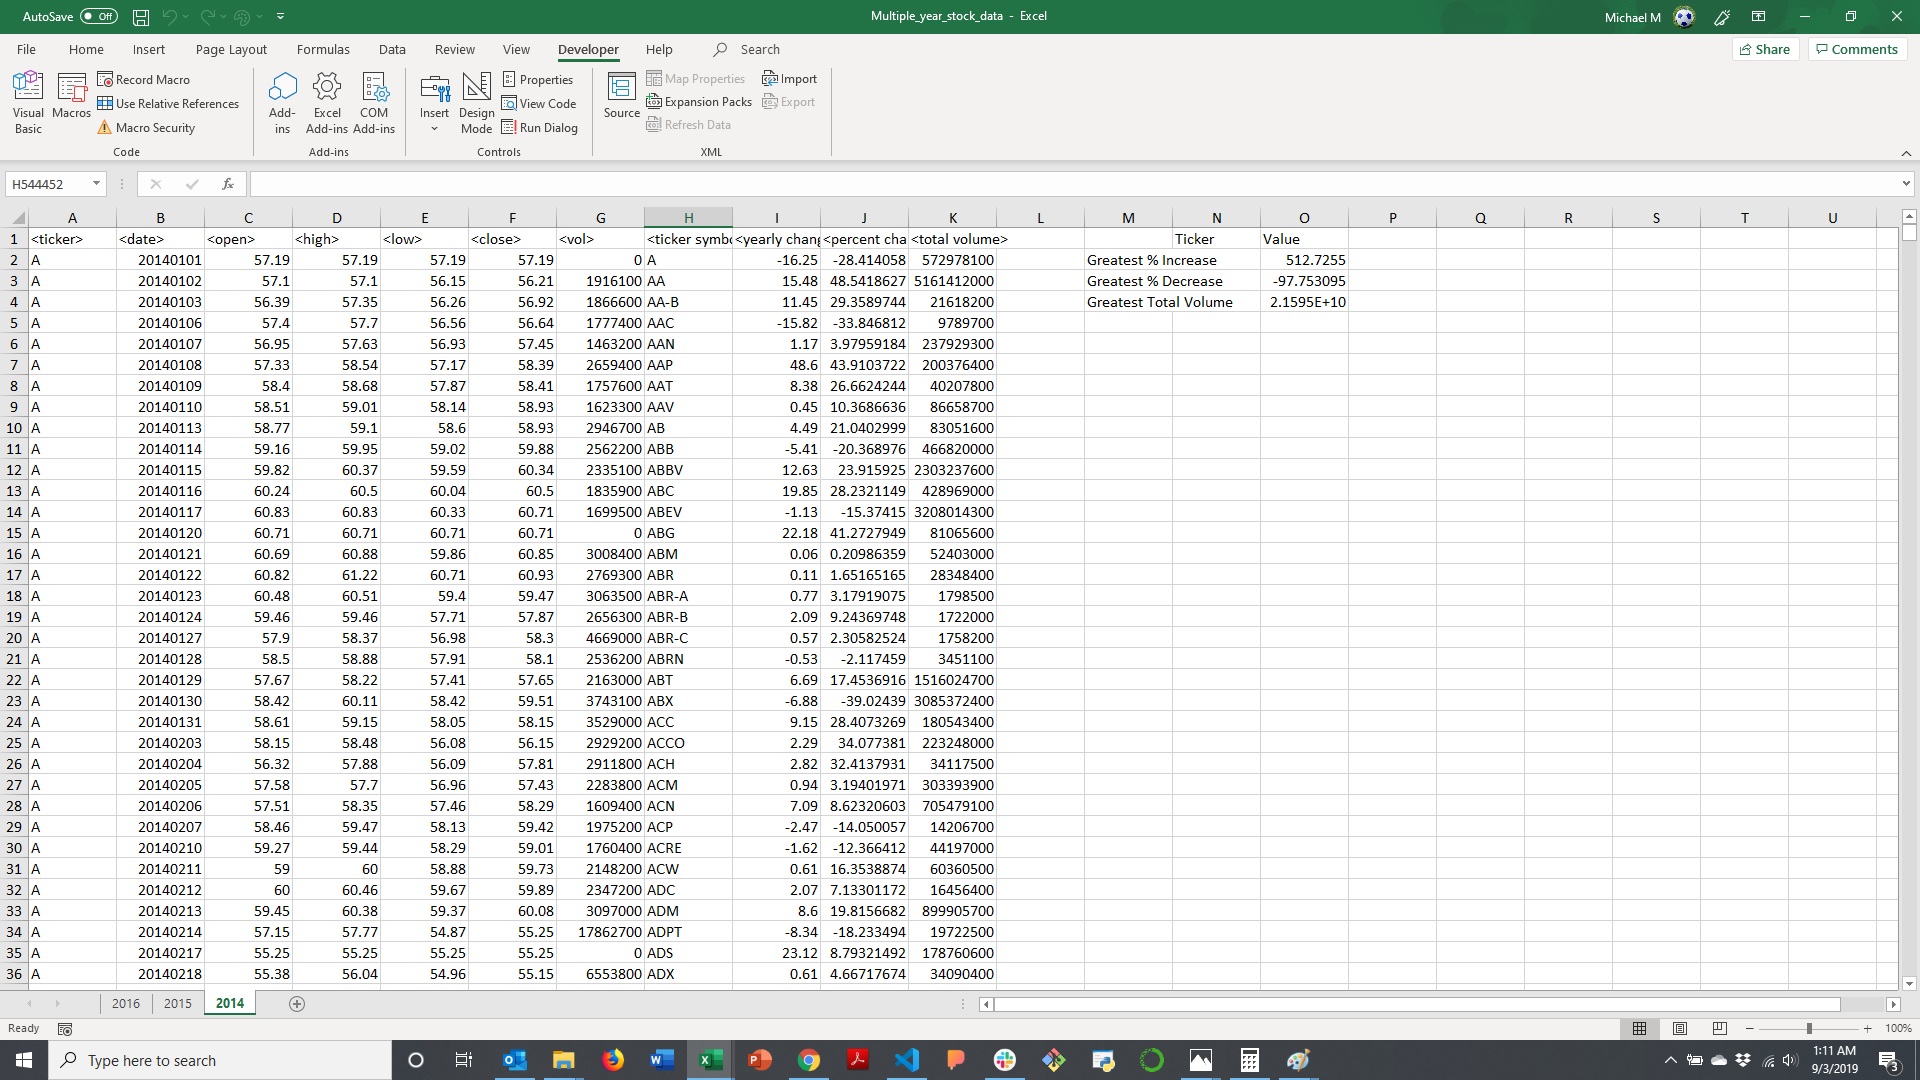 AutoSave Off Multiple_year_stock_data - Excel Michael M
File Home Insert Page Layout Formulas Data Review View Developer Help Search Share Comments
Visual Basic Macros Record Macro Use Relative References Macro Security Code
Add-ins Excel Add-ins COM Add-ins Add-ins
Insert Design Mode Properties View Code Run Dialog Controls
Source Map Properties Expansion Packs Refresh Data Import Export XML
H544452 fx
A B C D E F G H I J K L M N O P Q R S T U
1 <ticker> <date> <open> <high> <low> <close> <vol> <ticker symbo <yearly chang <percent cha <total volume> Ticker Value
2 A 20140101 57.19 57.19 57.19 57.19 0 A -16.25 -28.414058 572978100 Greatest % Increase 512.7255
3 A 20140102 57.1 57.1 56.15 56.21 1916100 AA 15.48 48.5418627 5161412000 Greatest % Decrease -97.753095
4 A 20140103 56.39 57.35 56.26 56.92 1866600 AA-B 11.45 29.3589744 21618200 Greatest Total Volume 2.1595E+10
5 A 20140106 57.4 57.7 56.56 56.64 1777400 AAC -15.82 -33.846812 9789700
6 A 20140107 56.95 57.63 56.93 57.45 1463200 AAN 1.17 3.97959184 237929300
7 A 20140108 57.33 58.54 57.17 58.39 2659400 AAP 48.6 43.9103722 200376400
8 A 20140109 58.4 58.68 57.87 58.41 1757600 AAT 8.38 26.6624244 40207800
9 A 20140110 58.51 59.01 58.14 58.93 1623300 AAV 0.45 10.3686636 86658700
10 A 20140113 58.77 59.1 58.6 58.93 2946700 AB 4.49 21.0402999 83051600
11 A 20140114 59.16 59.95 59.02 59.88 2562200 ABB -5.41 -20.368976 466820000
12 A 20140115 59.82 60.37 59.59 60.34 2335100 ABBV 12.63 23.915925 2303237600
13 A 20140116 60.24 60.5 60.04 60.5 1835900 ABC 19.85 28.2321149 428969000
14 A 20140117 60.83 60.83 60.33 60.71 1699500 ABEV -1.13 -15.37415 3208014300
15 A 20140120 60.71 60.71 60.71 60.71 0 ABG 22.18 41.2727949 81065600
16 A 20140121 60.69 60.88 59.86 60.85 3008400 ABM 0.06 0.20986359 52403000
17 A 20140122 60.82 61.22 60.71 60.93 2769300 ABR 0.11 1.65165165 28348400
18 A 20140123 60.48 60.51 59.4 59.47 3063500 ABR-A 0.77 3.17919075 1798500
19 A 20140124 59.46 59.46 57.71 57.87 2656300 ABR-B 2.09 9.24369748 1722000
20 A 20140127 57.9 58.37 56.98 58.3 4669000 ABR-C 0.57 2.30582524 1758200
21 A 20140128 58.5 58.88 57.91 58.1 2536200 ABRN -0.53 -2.117459 3451100
22 A 20140129 57.67 58.22 57.41 57.65 2163000 ABT 6.69 17.4536916 1516024700
23 A 20140130 58.42 60.11 58.42 59.51 3743100 ABX -6.88 -39.02439 3085372400
24 A 20140131 58.61 59.15 58.05 58.15 3529000 ACC 9.15 28.4073269 180543400
25 A 20140203 58.15 58.48 56.08 56.15 2929200 ACCO 2.29 34.077381 223248000
26 A 20140204 56.32 57.88 56.09 57.81 2911800 ACH 2.82 32.4137931 34117500
27 A 20140205 57.58 57.7 56.96 57.43 2283800 ACM 0.94 3.19401971 303393900
28 A 20140206 57.51 58.35 57.46 58.29 1609400 ACN 7.09 8.62320603 705479100
29 A 20140207 58.46 59.47 58.13 59.42 1975200 ACP -2.47 -14.050057 14206700
30 A 20140210 59.27 59.44 58.29 59.01 1760400 ACRE -1.62 -12.366412 44197000
31 A 20140211 59 60 58.88 59.73 2148200 ACW 0.61 16.3538874 60360500
32 A 20140212 60 60.46 59.67 59.89 2347200 ADC 2.07 7.13301172 16456400
33 A 20140213 59.45 60.38 59.37 60.08 3097000 ADM 8.6 19.8156682 899905700
34 A 20140214 57.15 57.77 54.87 55.25 17862700 ADPT -8.34 -18.233494 19722500
35 A 20140217 55.25 55.25 55.25 55.25 0 ADS 23.12 8.79321492 178760600
36 A 20140218 55.38 56.04 54.96 55.15 6553800 ADX 0.61 4.66717674 34090400
2016 2015 2014
Ready 100%
Type here to search 1:11 AM
9/3/2019 3